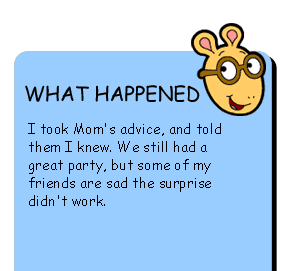 WHAT HAPPENED
I took Mom's advice, and told
them I knew. We still had a
great party, but some of my
friends are sad the surprise
didn't work.